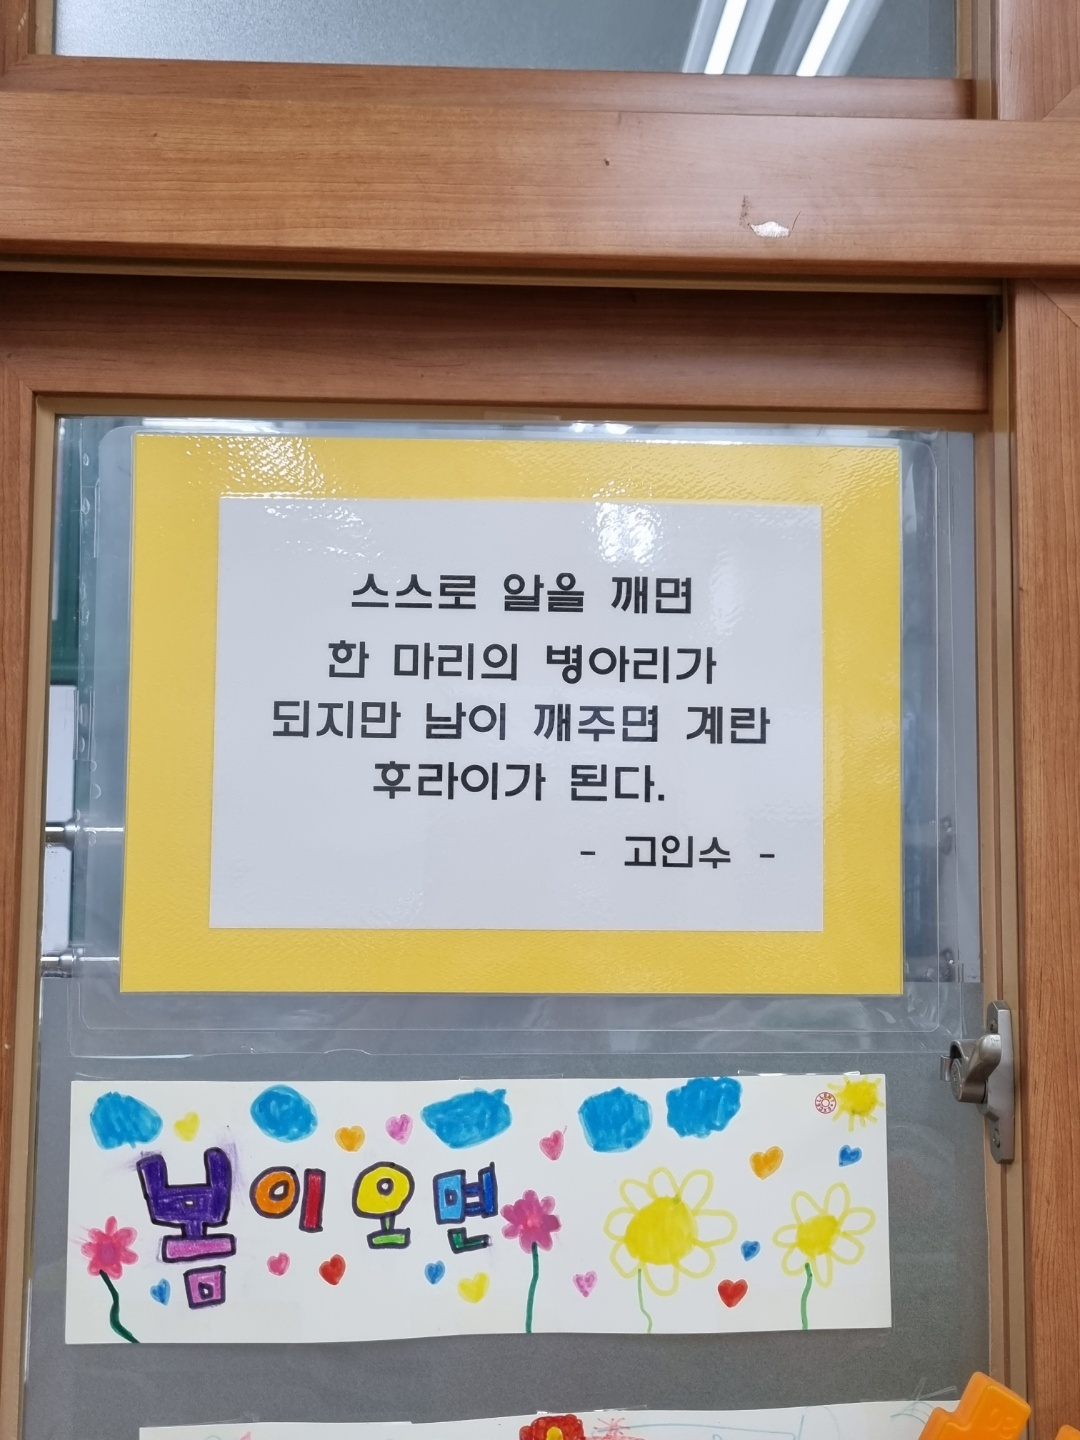 스스로 알을 깨면
한 마리의 병아리가
되지만 남이 깨주면 계란
후라이가 된다.
- 고인수 -
봄이 오면